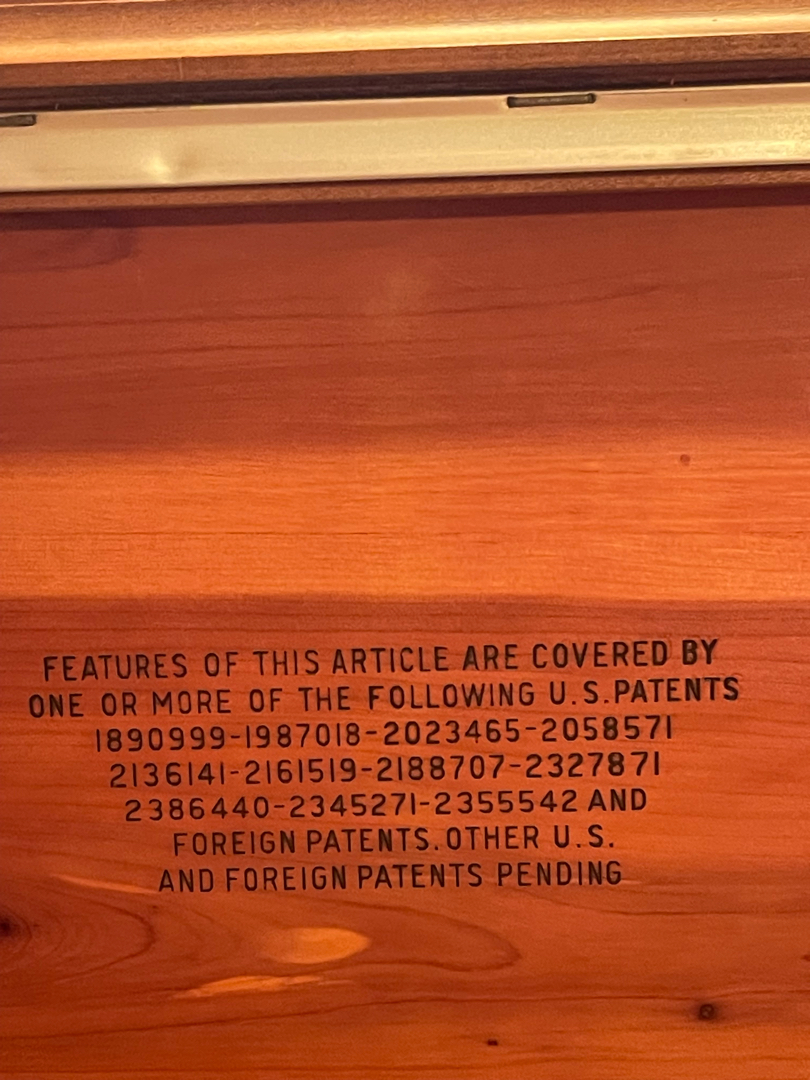 FEATURES OF THIS ARTICLE ARE COVERED BY
ONE OR MORE OF THE FOLLOWING U.S.PATENTS
1890999-1987018-2023465-2058571
2136141-2161519-2188707-2327871
2386440-2345271-2355542 AND
FOREIGN PATENTS. OTHER U.S.
AND FOREIGN PATENTS PENDING